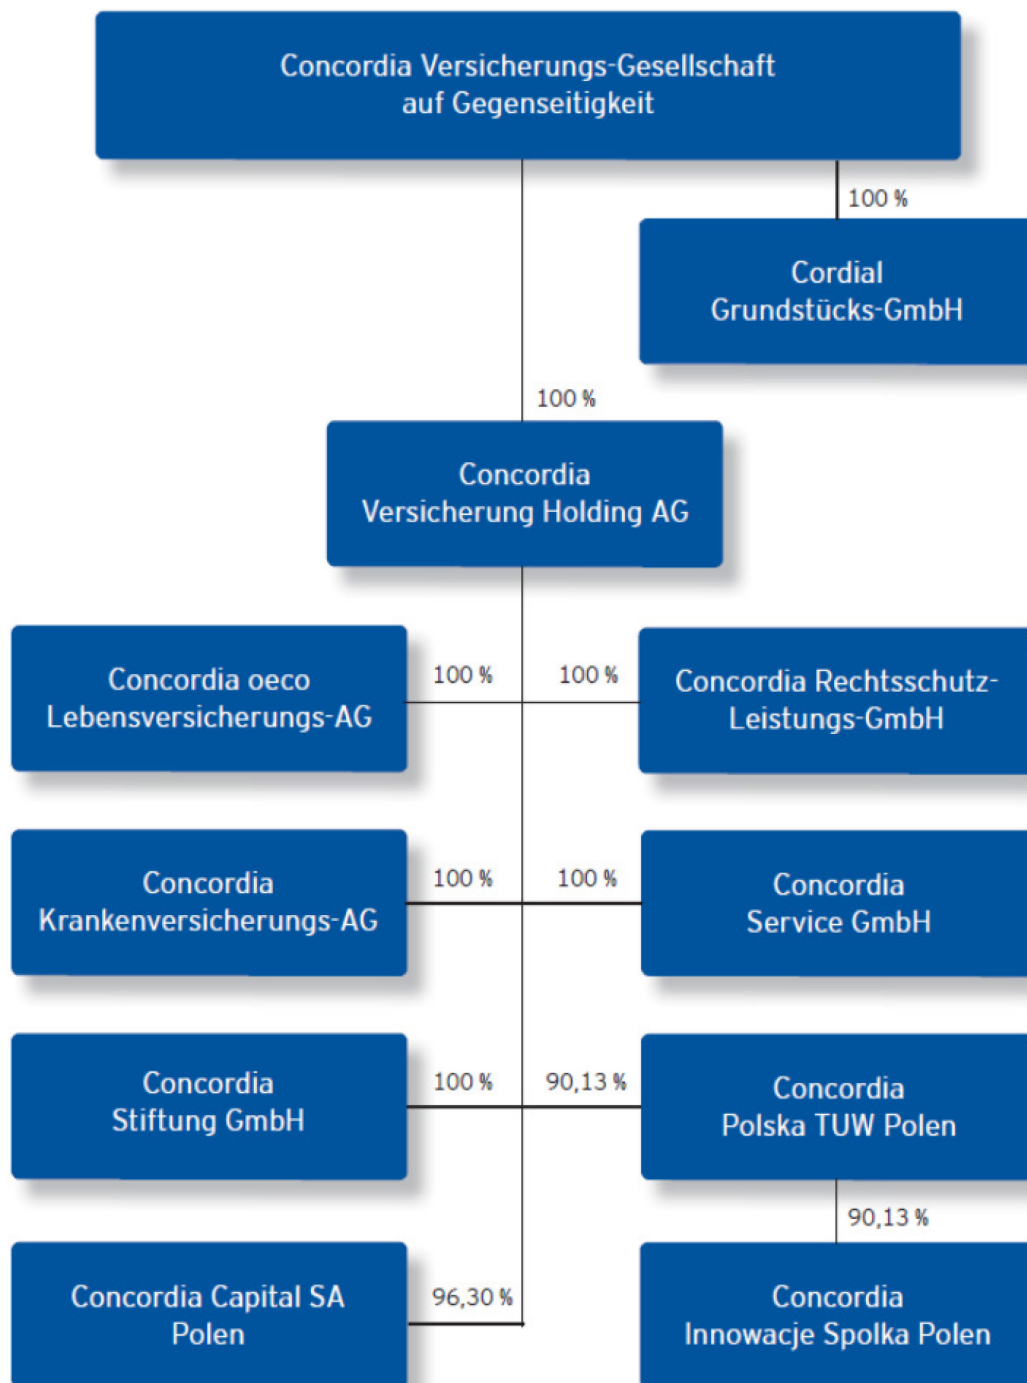 Concordia Versicherungs-Gesellschaft
auf Gegenseitigkeit
100 %
Cordial
Grundstücks-GmbH
100 %
Concordia
Versicherung Holding AG
Concordia oeco
Lebensversicherungs-AG
100 %
100 %
Concordia Rechtsschutz-
Leistungs-GmbH
Concordia
Krankenversicherungs-AG
100 %
100 %
Concordia
Service GmbH
Concordia
Stiftung GmbH
100 %
90,13 %
Concordia
Polska TUW Polen
90,13 %
Concordia Capital SA
Polen
96,30 %
Concordia
Innowacje Spolka Polen